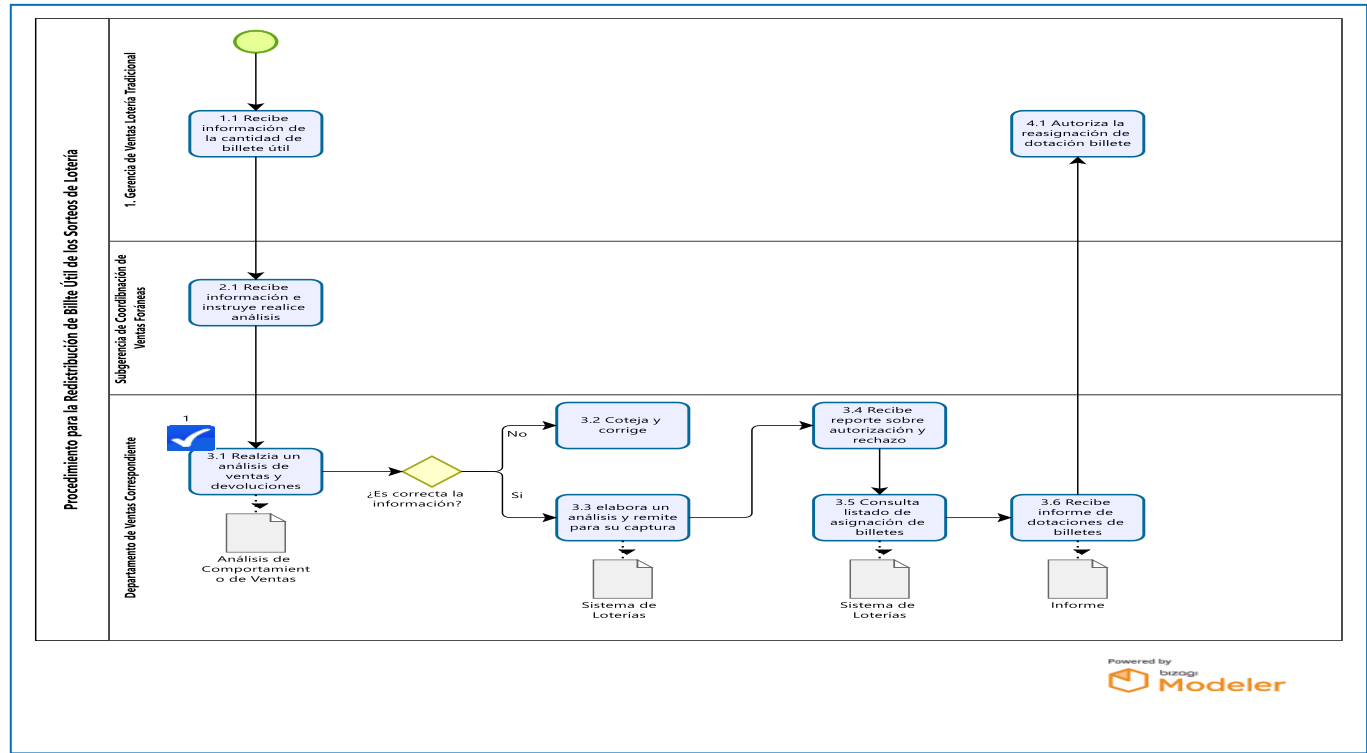 Procedimiento para la Redistribución de Billte Útil de los Sorteos de Lotería
1. Gerencia de Ventas Lotería Tradicional
1.1 Recibe
información de
la cantidad de
billete útil
4.1 Autoriza la
reasignación de
dotación billete
Subgerencia de Coordibnación de
Ventas Foráneas
2.1 Recibe
información e
instruye realice
análisis
Departamento de Ventas Correspondiente
1
3.1 Realzia un
análisis de
ventas y
devoluciones
Análisis de
Comportamient
o de Ventas
¿Es correcta la
información?
No
3.2 Coteja y
corrige
Si
3.3 elabora un
análisis y remite
para su captura
Sistema de
Loterías
3.4 Recibe
reporte sobre
autorización y
rechazo
3.5 Consulta
listado de
asignación de
billetes
Sistema de
Loterías
3.6 Recibe
informe de
dotaciones de
billetes
Informe
Powered by
bizagi
Modeler